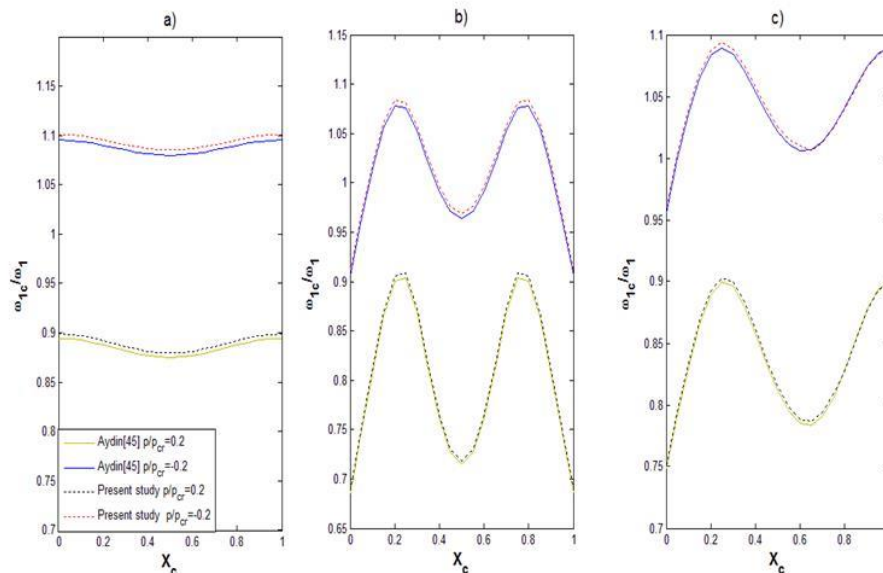 a)
1.15
1.1
1.05
1
0.95
0.9
0.85
0.8
0.75
0.7
ω1c/ω1
0 0.2 0.4 0.6 0.8 1
Xc
Aydin[45] p/pcr=0.2
Aydin[45] p/pcr=-0.2
Present study p/pcr=0.2
Present study p/pcr=-0.2
b)
1.15
1.1
1.05
1
0.95
0.9
0.85
0.8
0.75
0.7
0.65
ω1c/ω1
0 0.2 0.4 0.6 0.8 1
Xc
c)
1.1
1.05
1
0.95
0.9
0.85
0.8
0.75
0.7
ω1c/ω1
0 0.2 0.4 0.6 0.8
Xc